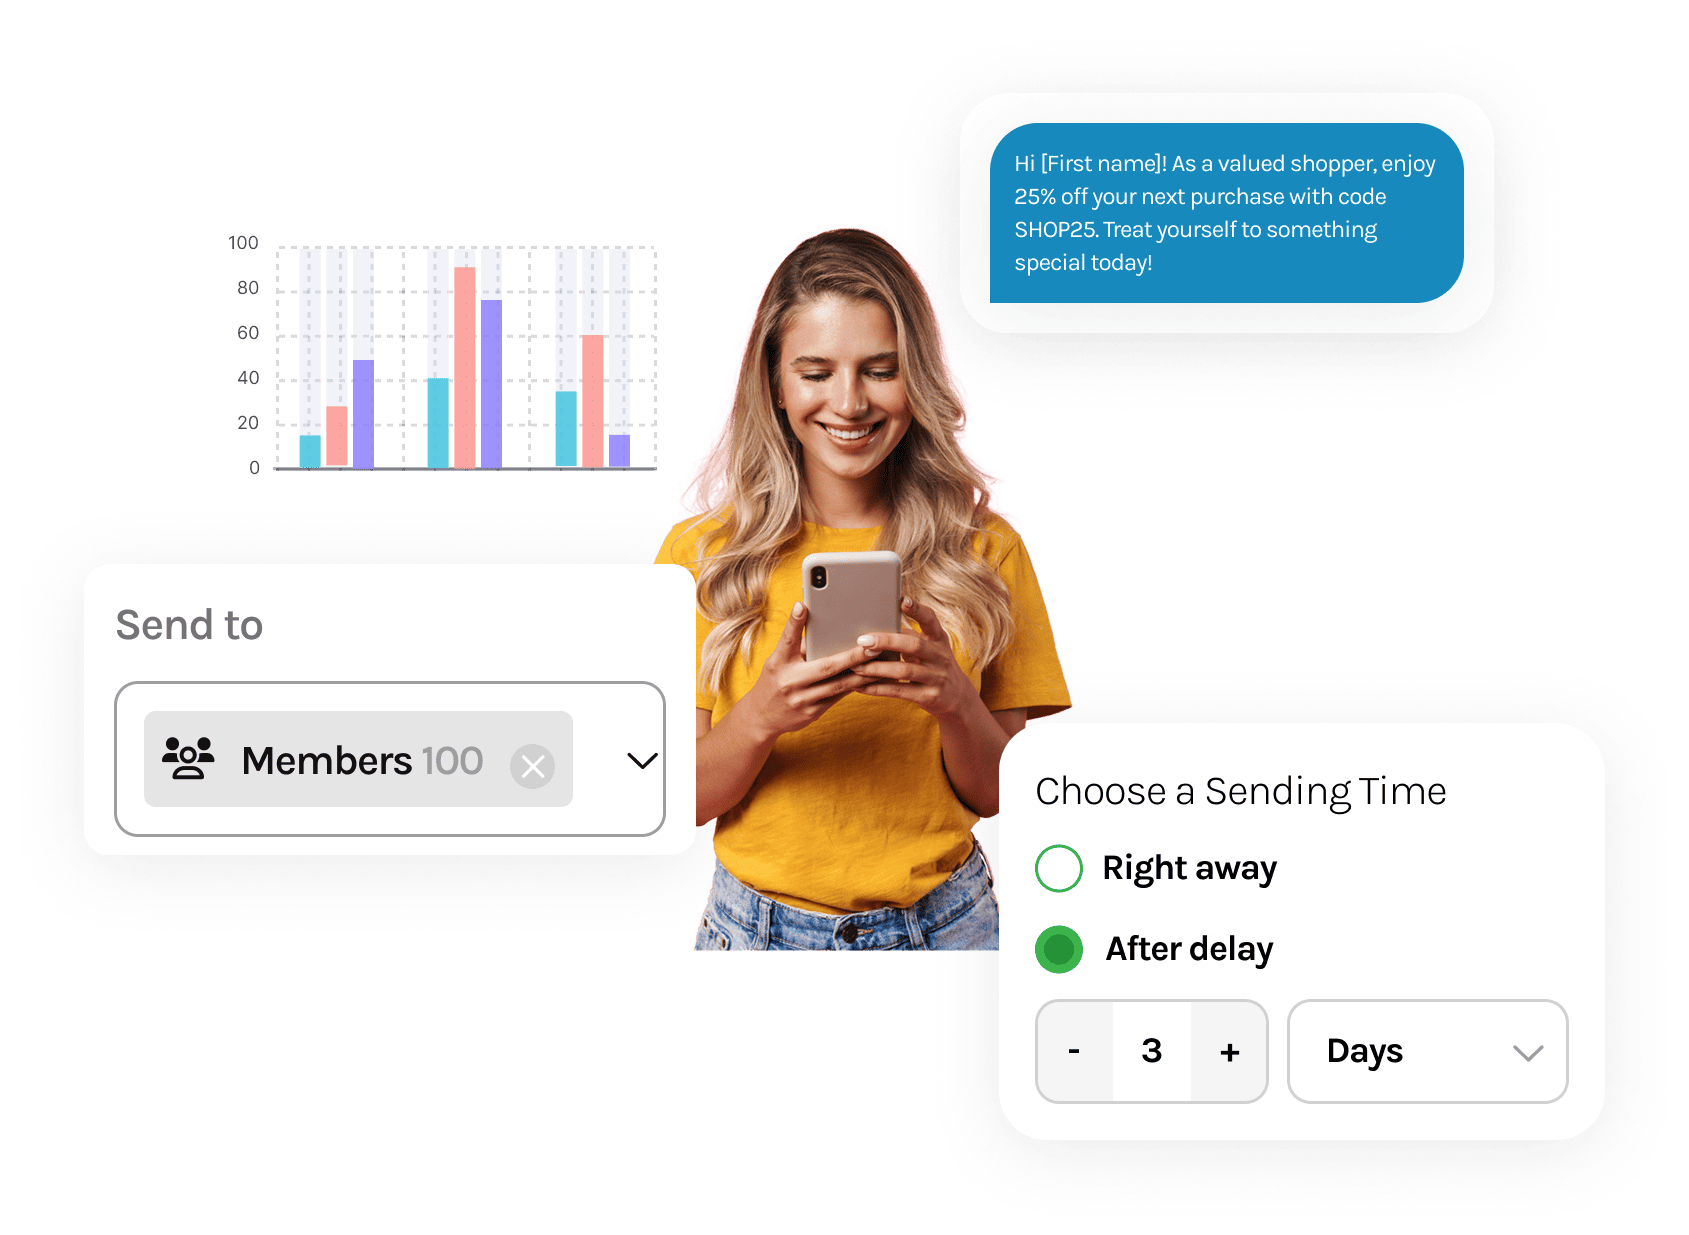 Hi [First name]! As a valued shopper, enjoy
25% off your next purchase with code
SHOP25. Treat yourself to something
special today!
100
80
60
40
20
0
Send to
Members 100
Choose a Sending Time
Right away
After delay
- 3 +
Days